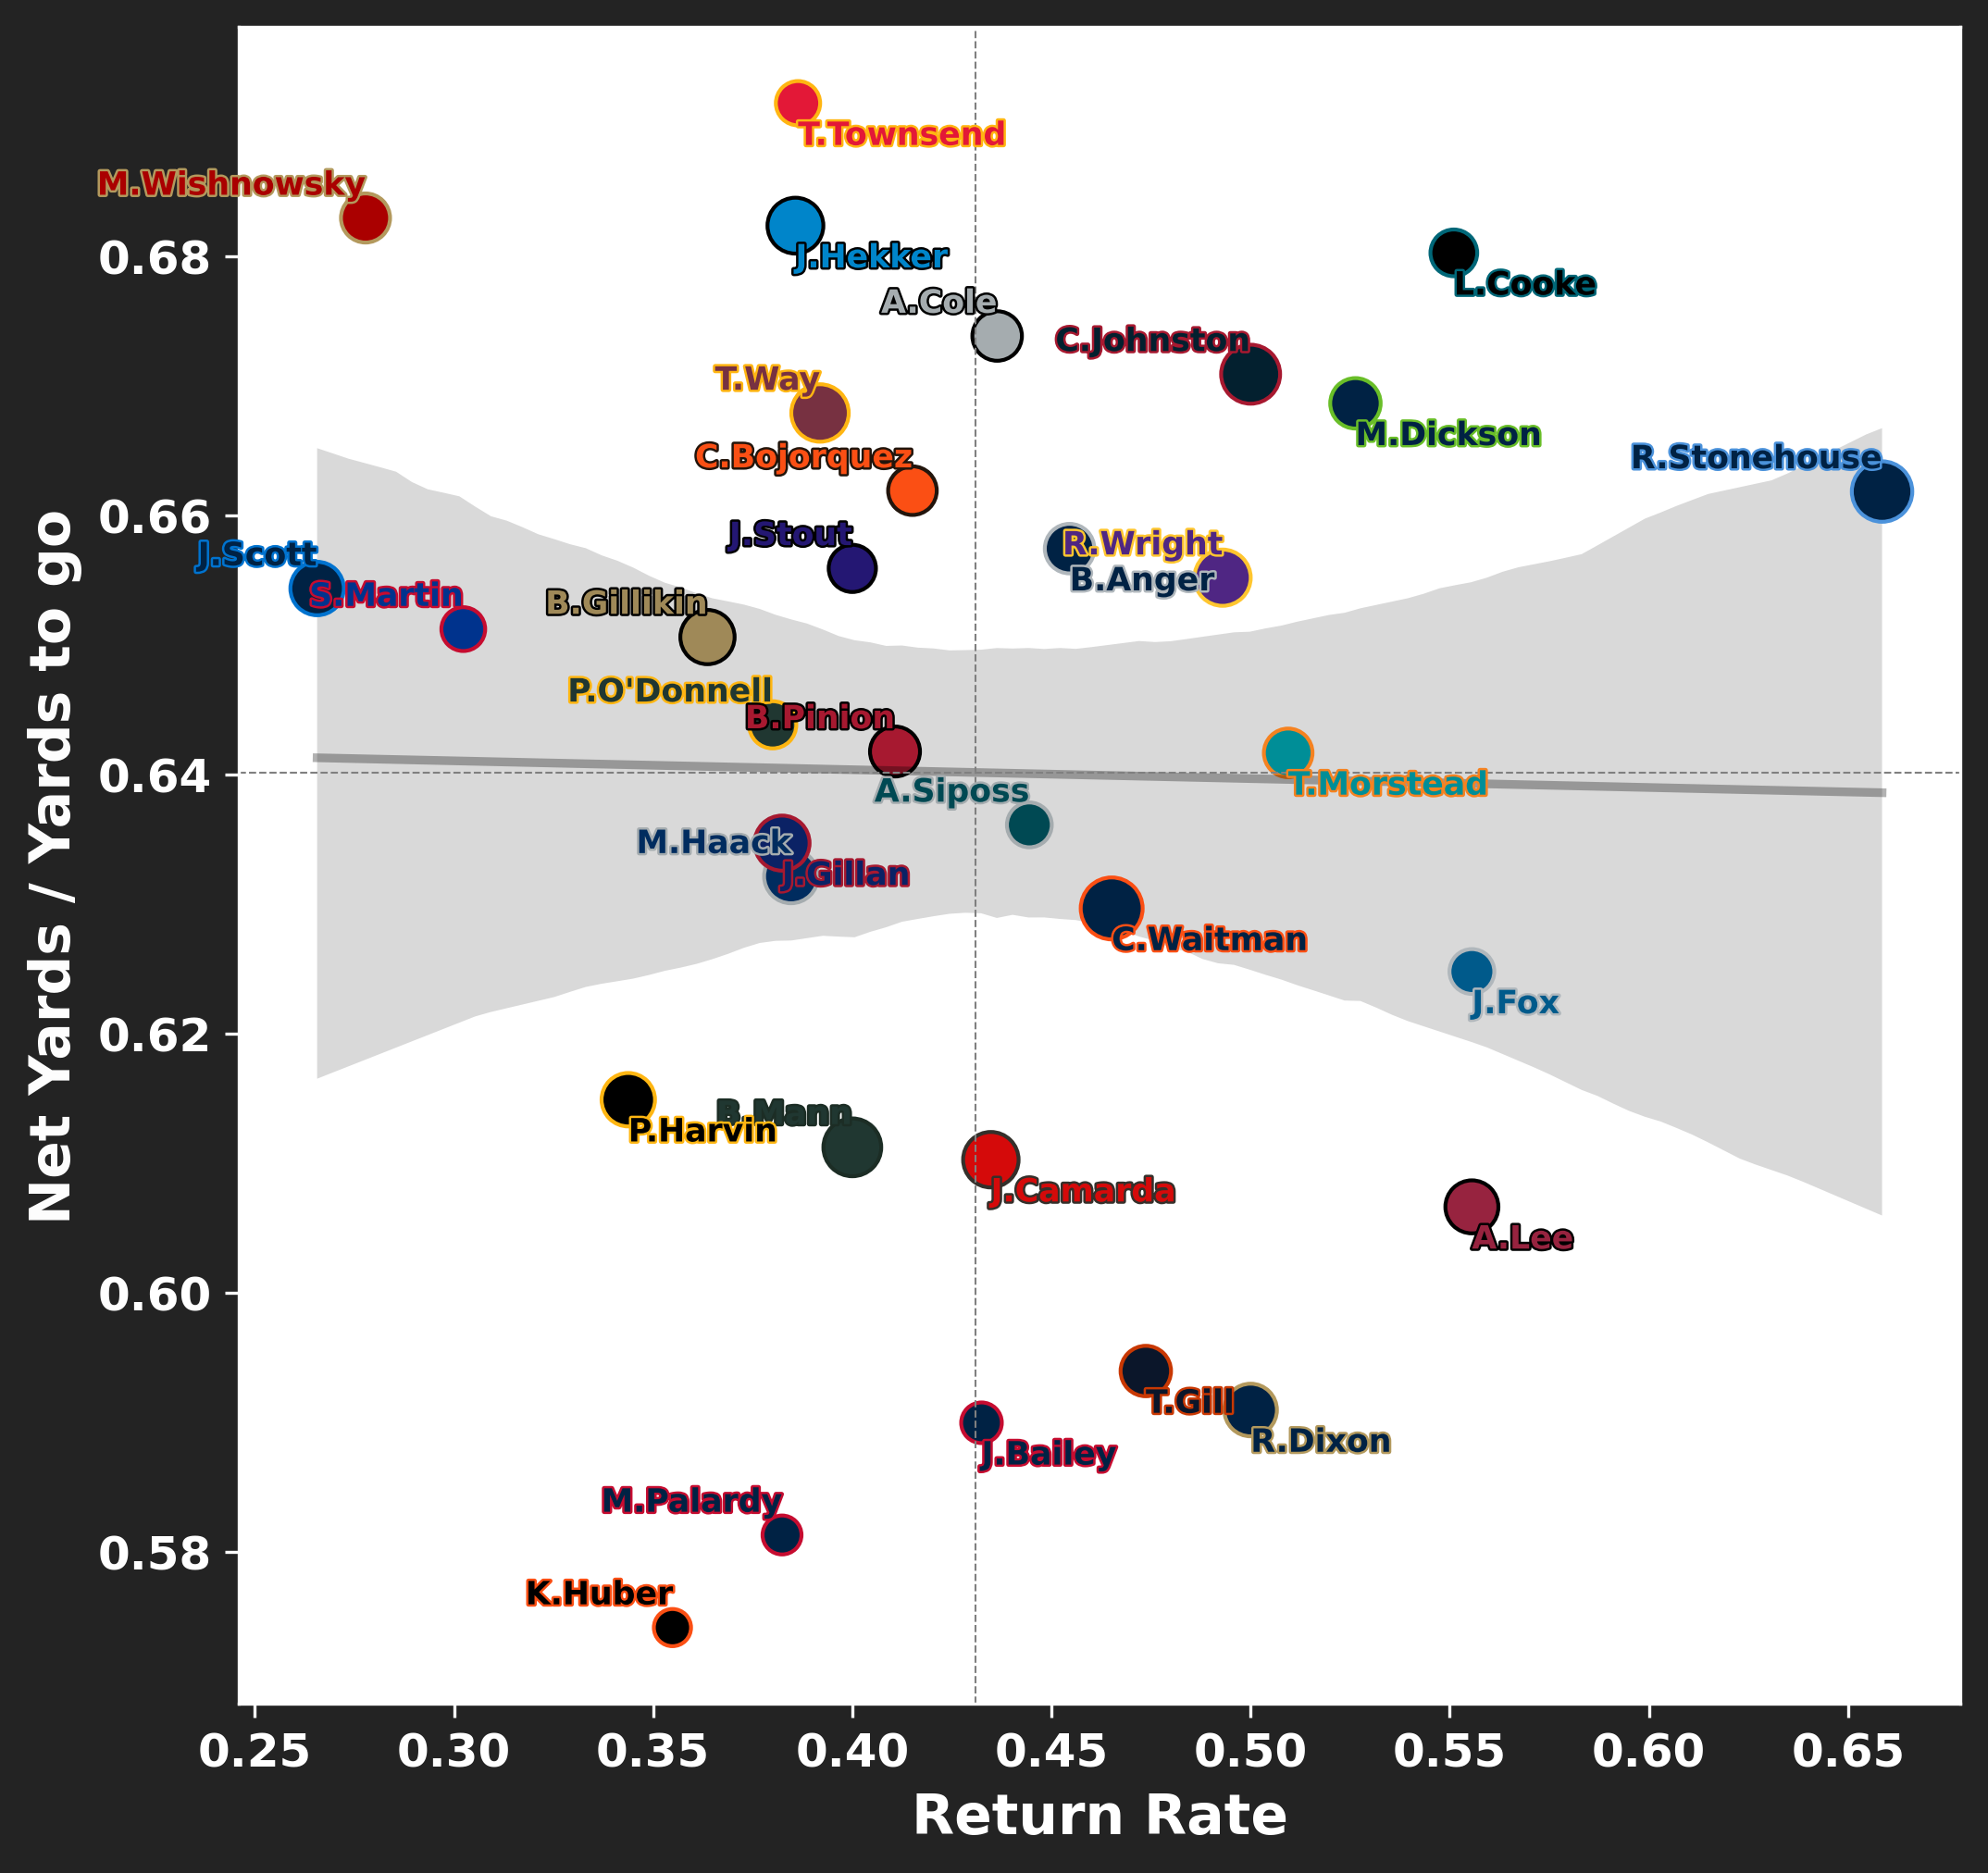 T.Townsend
M.Wishnowsky
J.Hekker
L.Cooke
A.Cole
C.Johnston
T.Way
M.Dickson
C.Bojorquez
R.Stonehouse
J.Stout
R.Wright
J.Scott
B.Anger
S.Martin
B.Gillikin
P.O'Donnell
B.Pinion
T.Morstead
A.Siposs
M.Haack
J.Gillan
C.Waitman
J.Fox
B.Mann
P.Harvin
J.Camarda
A.Lee
T.Gill
R.Dixon
J.Bailey
M.Palardy
K.Huber
0.68
0.66
0.64
0.62
0.60
0.58
Net Yards / Yards to go
0.25 0.30 0.35 0.40 0.45 0.50 0.55 0.60 0.65
Return Rate